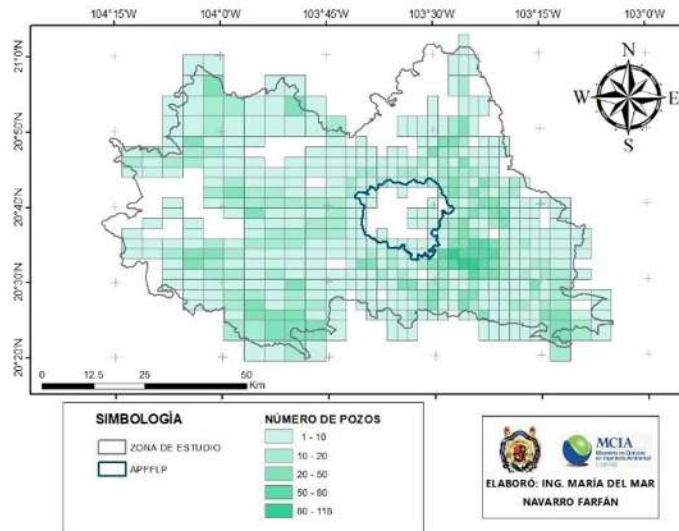 104°15'W 104°0'W 103°45'W 103°30'W 103°15'W 103°0'W
21°0'N
20°50'N
20°40'N
20°30'N
20°20'N
N
W E
S
0 12.5 25 50
Km
SIMBOLOGÌA
ZONA DE ESTUDIO
APFFLP
NÚMERO DE POZOS
1 - 10
10 - 20
20 - 50
50 - 80
80 - 118
MCIA
ELABORÓ: ING. MARÍA DEL MAR
NAVARRO FARFÁN